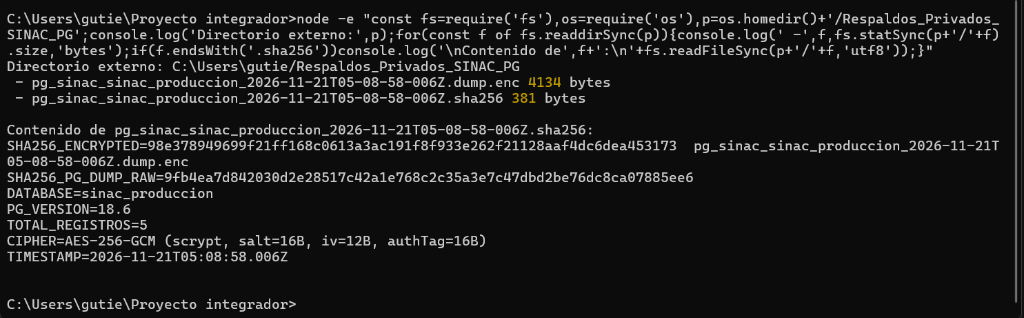 C:\Users\gutie\Proyecto integrador>node -e "const fs=require('fs'),os=require('os'),p=os.homedir()+'/Respaldos_Privados_
SINAC_PG';console.log('Directorio externo:',p);for(const f of fs.readdirSync(p)){console.log(' -',f,fs.statSync(p+'/'+f)
.size,'bytes');if(f.endsWith('.sha256'))console.log('\nContenido de',f+':\n'+fs.readFileSync(p+'/'+f,'utf8'));}"
Directorio externo: C:\Users\gutie/Respaldos_Privados_SINAC_PG
 - pg_sinac_sinac_produccion_2026-11-21T05-08-58-006Z.dump.enc 4134 bytes
 - pg_sinac_sinac_produccion_2026-11-21T05-08-58-006Z.sha256 381 bytes

Contenido de pg_sinac_sinac_produccion_2026-11-21T05-08-58-006Z.sha256:
SHA256_ENCRYPTED=98e378949699f21ff168c0613a3ac191f8f933e262f21128aaf4dc6dea453173  pg_sinac_sinac_produccion_2026-11-21T
05-08-58-006Z.dump.enc
SHA256_PG_DUMP_RAW=9fb4ea7d842030d2e28517c42a1e768c2c35a3e7c47dbd2be76dc8ca07885ee6
DATABASE=sinac_produccion
PG_VERSION=18.6
TOTAL_REGISTROS=5
CIPHER=AES-256-GCM (scrypt, salt=16B, iv=12B, authTag=16B)
TIMESTAMP=2026-11-21T05:08:58.006Z

C:\Users\gutie\Proyecto integrador>